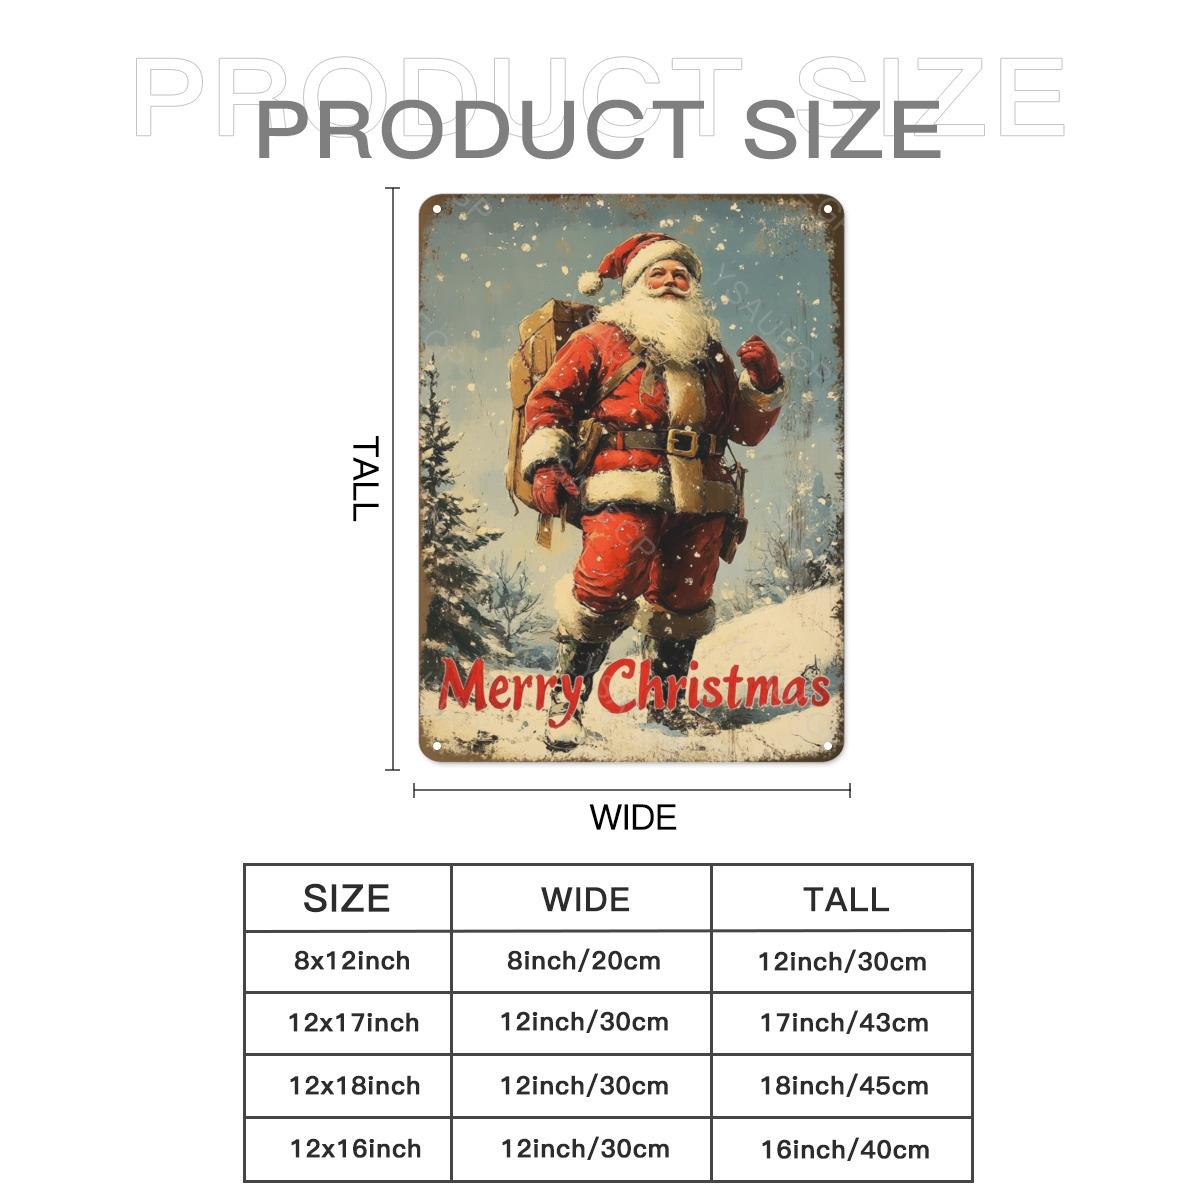 PRODUCT SIZE
PRODUCT SIZE
TALL
YSAUEGP
Merry Christmas
WIDE
SIZE WIDE TALL
8x12inch 8inch/20cm 12inch/30cm
12x17inch 12inch/30cm 17inch/43cm
12x18inch 12inch/30cm 18inch/45cm
12x16inch 12inch/30cm 16inch/40cm